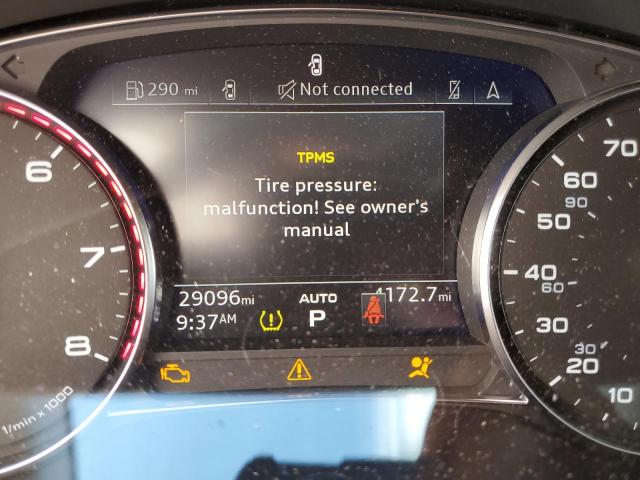 290 mi
Not connected
TPMS
Tire pressure:
malfunction! See owner's
manual
29096mi
AUTO
4172.7mi
9:37AM
P
6
7
8
1/min x 1000
70
60
90
50
40
60
30
30
20
10